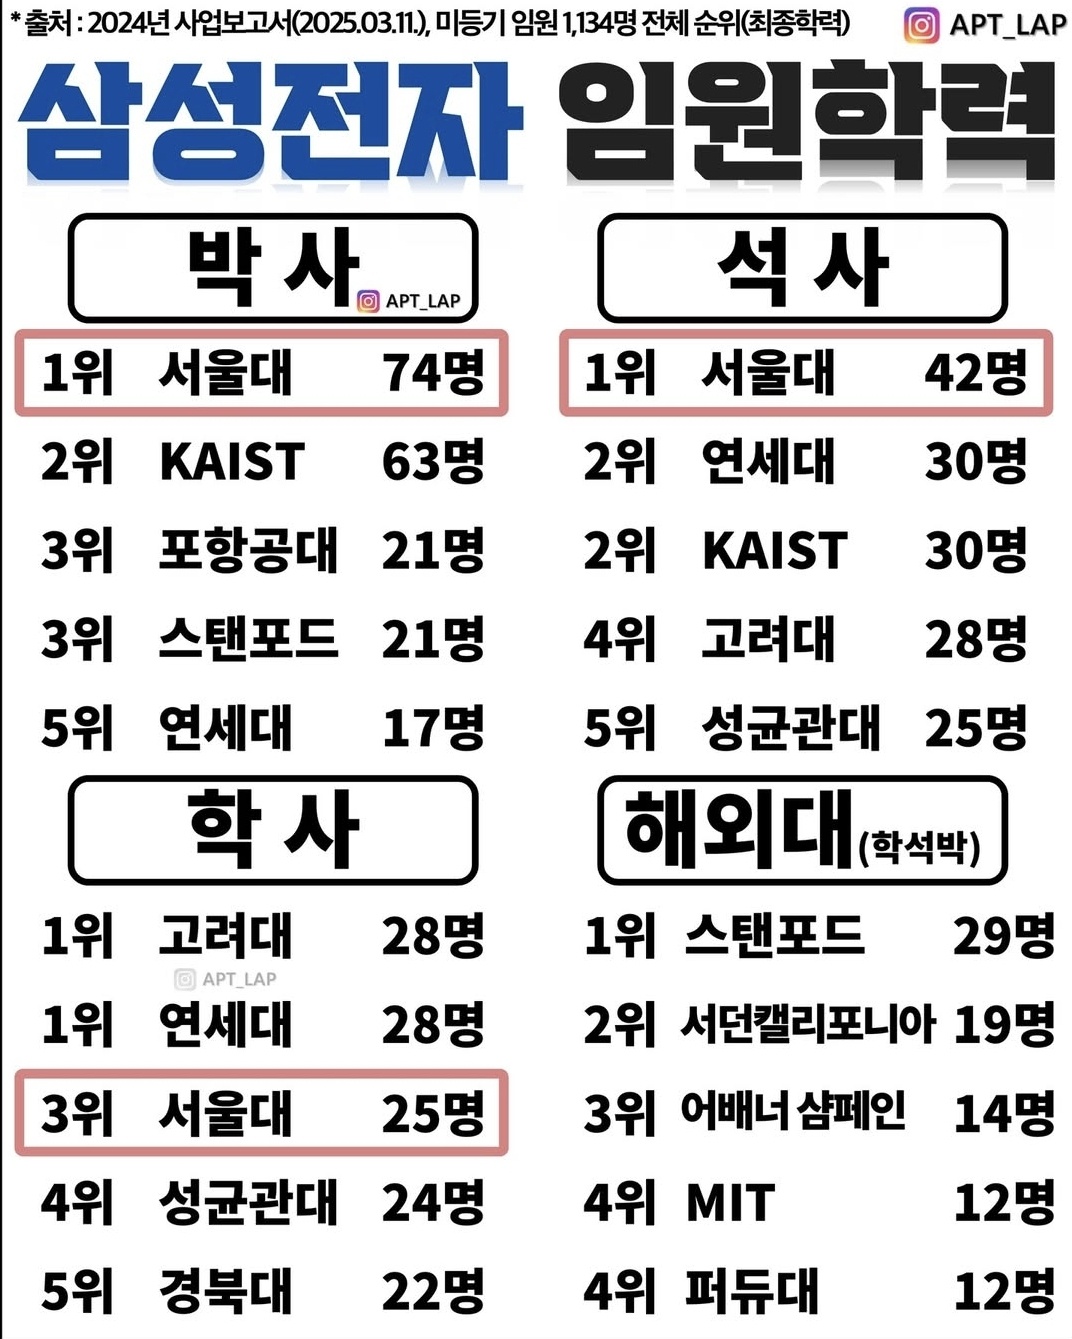 * 출처 : 2024년 사업보고서(2025.03.11.), 미등기 임원 1,134명 전체 순위(최종학력)
APT_LAP
삼성전자 임원학력
박 사
APT_LAP
1위 서울대 74명
2위 KAIST 63명
3위 포항공대 21명
3위 스탠포드 21명
5위 연세대 17명
석 사
1위 서울대 42명
2위 연세대 30명
2위 KAIST 30명
4위 고려대 28명
5위 성균관대 25명
학 사
1위 고려대 28명
APT_LAP
1위 연세대 28명
3위 서울대 25명
4위 성균관대 24명
5위 경북대 22명
해외대(학석박)
1위 스탠포드 29명
2위 서던캘리포니아 19명
3위 어배너 샴페인 14명
4위 MIT 12명
4위 퍼듀대 12명